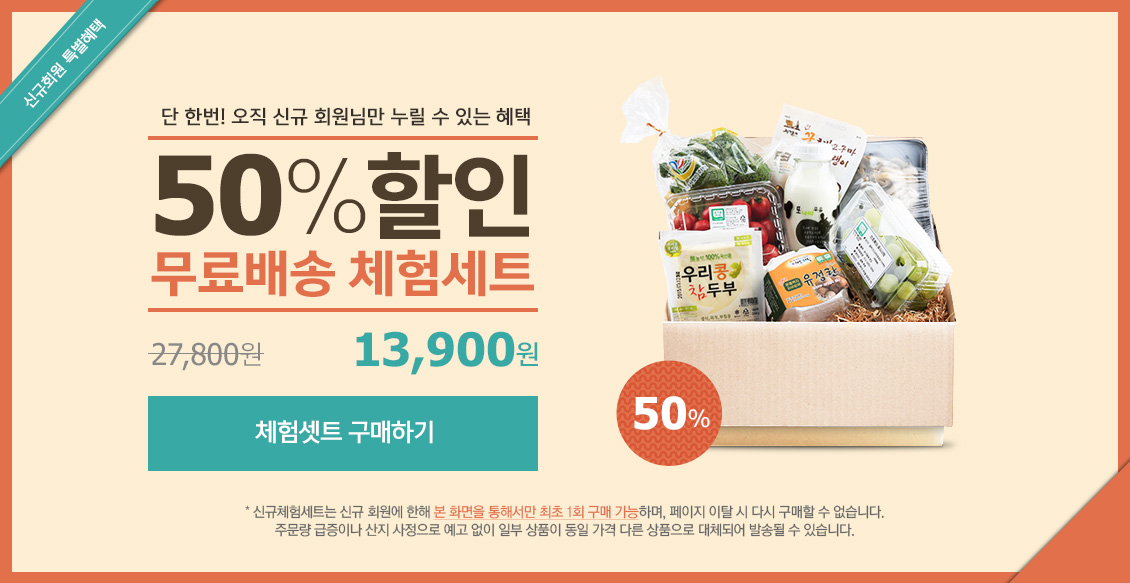 신규회원 특별혜택
단 한번! 오직 신규 회원님만 누릴 수 있는 혜택
50%할인
무료배송 체험세트
27,800원
13,900원
체험셋트 구매하기
우리콩
참두부
유정란
50%
* 신규체험세트는 신규 회원에 한해 본 화면을 통해서만 최초 1회 구매 가능하며, 페이지 이탈 시 다시 구매할 수 없습니다.
주문량 급증이나 산지 사정으로 예고 없이 일부 상품이 동일 가격 다른 상품으로 대체되어 발송될 수 있습니다.